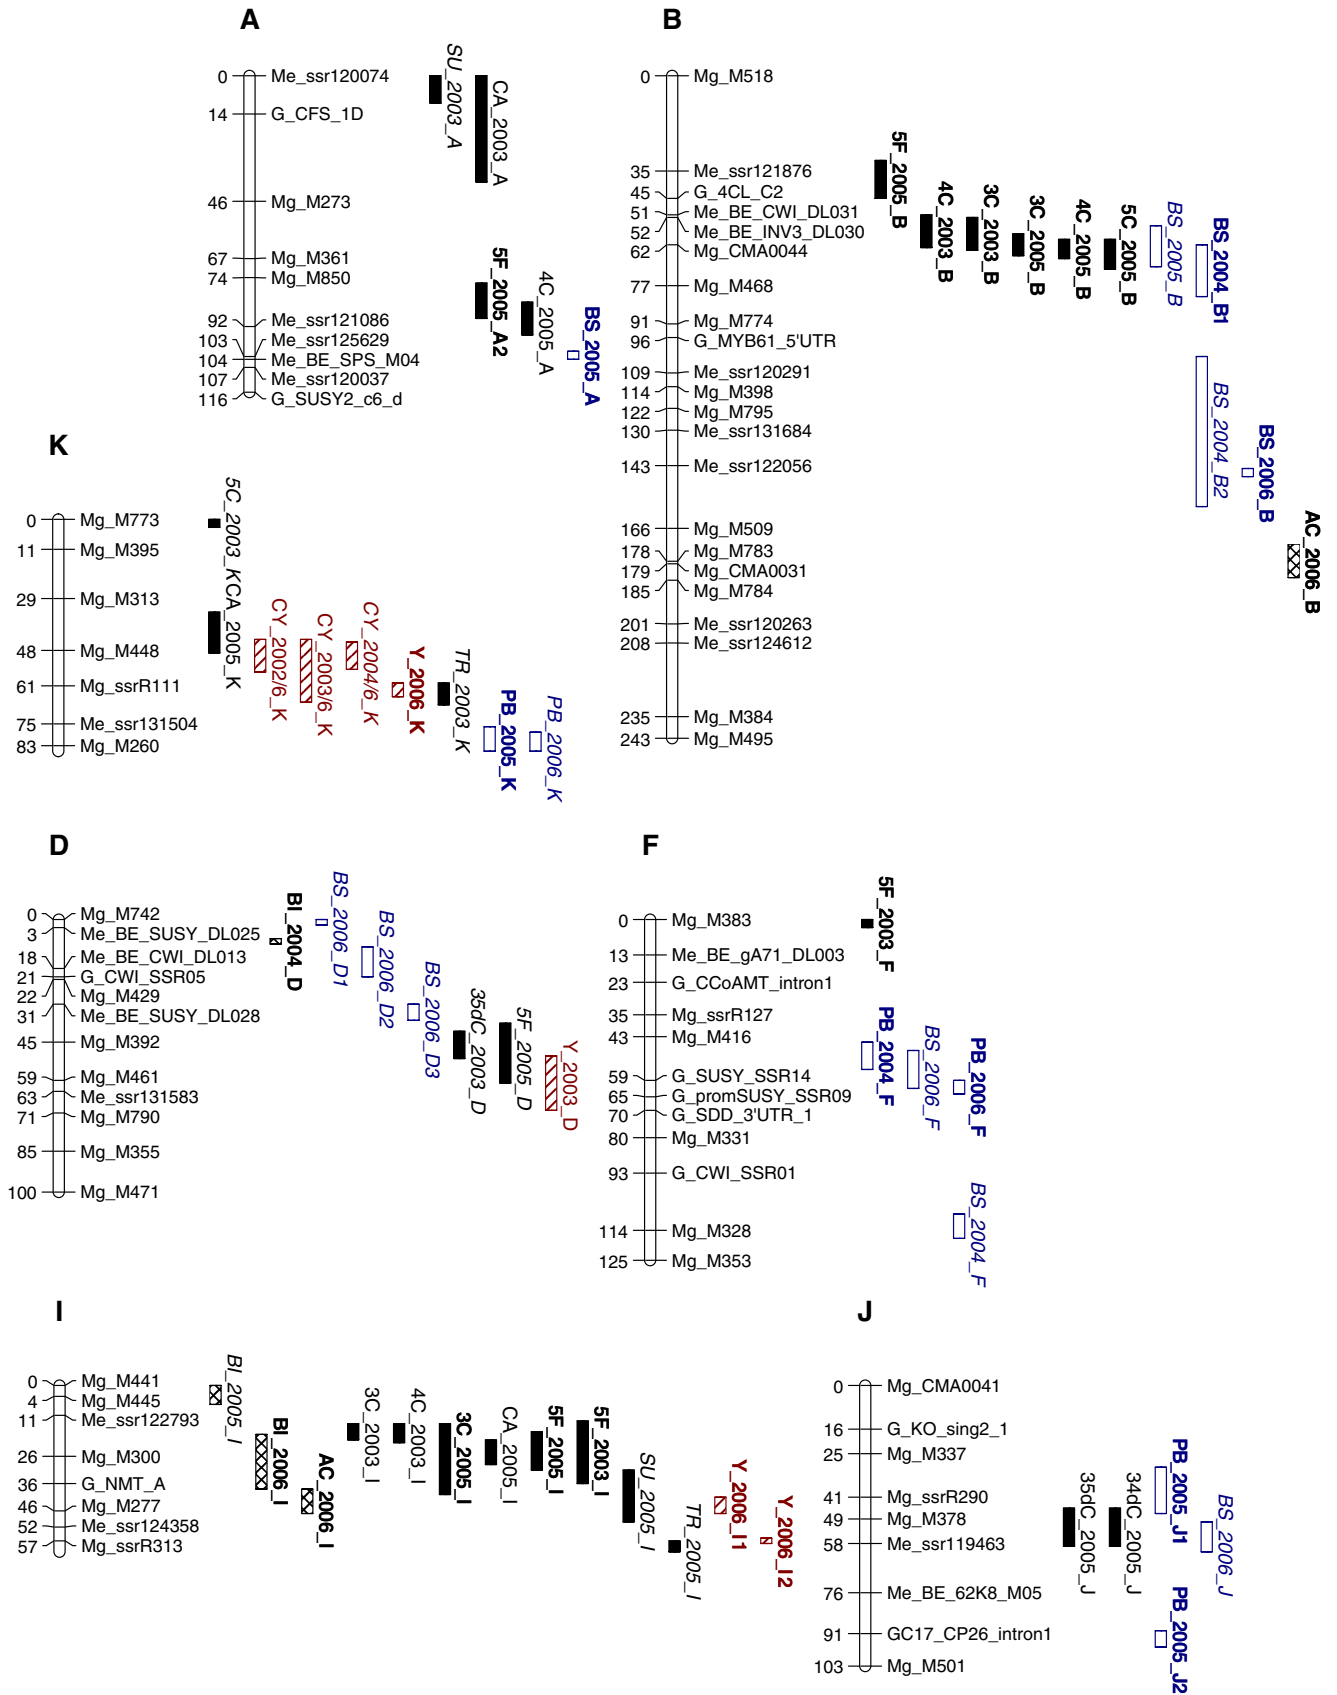 A
0 Me_ssr120074
14 G_CFS_1D
46 Mg_M273
67 Mg_M361
74 Mg_M850
92 Me_ssr121086
103 Me_ssr125629
104 Me_BE_SPS_M04
107 Me_ssr120037
116 G_SUSY2_c6_d
SU_2003_A
CA_2003_A
5F_2005_A2
4C_2005_A
BS_2005_A
B
0 Mg_M518
35 Me_ssr121876
45 G_4CL_C2
51 Me_BE_CWI_DL031
52 Me_BE_INV3_DL030
62 Mg_CMA0044
77 Mg_M468
91 Mg_M774
96 G_MYB61_5'UTR
109 Me_ssr120291
114 Mg_M398
122 Mg_M795
130 Me_ssr131684
143 Me_ssr122056
166 Mg_M509
178 Mg_M783
179 Mg_CMA0031
185 Mg_M784
201 Me_ssr120263
208 Me_ssr124612
235 Mg_M384
243 Mg_M495
5F_2005_B
4C_2003_B
3C_2003_B
3C_2005_B
4C_2005_B
5C_2005_B
BS_2005_B
BS_2004_B1
BS_2004_B2
BS_2006_B
AC_2006_B
K
0 Mg_M773
11 Mg_M395
29 Mg_M313
48 Mg_M448
61 Mg_ssrR111
75 Me_ssr131504
83 Mg_M260
5C_2003_K
CA_2005_K
CY_2002/6_K
CY_2003/6_K
CY_2004/6_K
Y_2006_K
TR_2003_K
PB_2005_K
PB_2006_K
D
0 Mg_M742
3 Me_BE_SUSY_DL025
18 Me_BE_CWI_DL013
21 G_CWI_SSR05
22 Mg_M429
31 Me_BE_SUSY_DL028
45 Mg_M392
59 Mg_M461
63 Me_ssr131583
71 Mg_M790
85 Mg_M355
100 Mg_M471
BI_2004_D
BS_2006_D1
BS_2006_D2
BS_2006_D3
35dC_2003_D
5F_2005_D
Y_2003_D
F
0 Mg_M383
13 Me_BE_gA71_DL003
23 G_CCoAMT_intron1
35 Mg_ssrR127
43 Mg_M416
59 G_SUSY_SSR14
65 G_promSUSY_SSR09
70 G_SDD_3'UTR_1
80 Mg_M331
93 G_CWI_SSR01
114 Mg_M328
125 Mg_M353
5F_2003_F
PB_2004_F
BS_2006_F
PB_2006_F
BS_2004_F
I
0 Mg_M441
4 Mg_M445
11 Me_ssr122793
26 Mg_M300
36 G_NMT_A
46 Mg_M277
52 Me_ssr124358
57 Mg_ssrR313
BI_2005_I
BI_2006_I
AC_2006_I
3C_2003_I
4C_2003_I
3C_2005_I
CA_2005_I
5F_2005_I
5F_2003_I
SU_2005_I
TR_2005_I
Y_2006_I1
Y_2006_I2
J
0 Mg_CMA0041
16 G_KO_sing2_1
25 Mg_M337
41 Mg_ssrR290
49 Mg_M378
58 Me_ssr119463
76 Me_BE_62K8_M05
91 GC17_CP26_intron1
103 Mg_M501
35dC_2005_J
34dC_2005_J
PB_2005_J1
BS_2006_J
PB_2005_J2